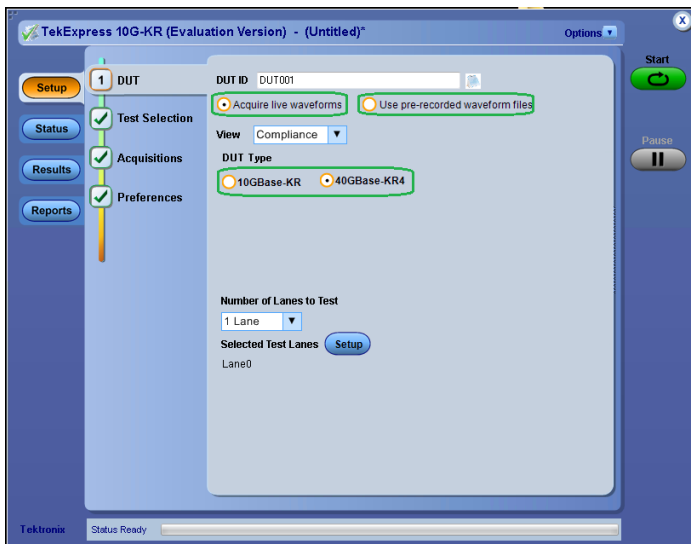 TekExpress 10G-KR (Evaluation Version) - (Untitled)*
Options
x
Start
Setup
Status
Results
Reports
1 DUT
Test Selection
Acquisitions
Preferences
DUT ID DUT001
Acquire live waveforms Use pre-recorded waveform files
View Compliance
DUT Type
10GBase-KR 40GBase-KR4
Number of Lanes to Test
1 Lane
Selected Test Lanes Setup
Lane0
Pause
Tektronix Status Ready